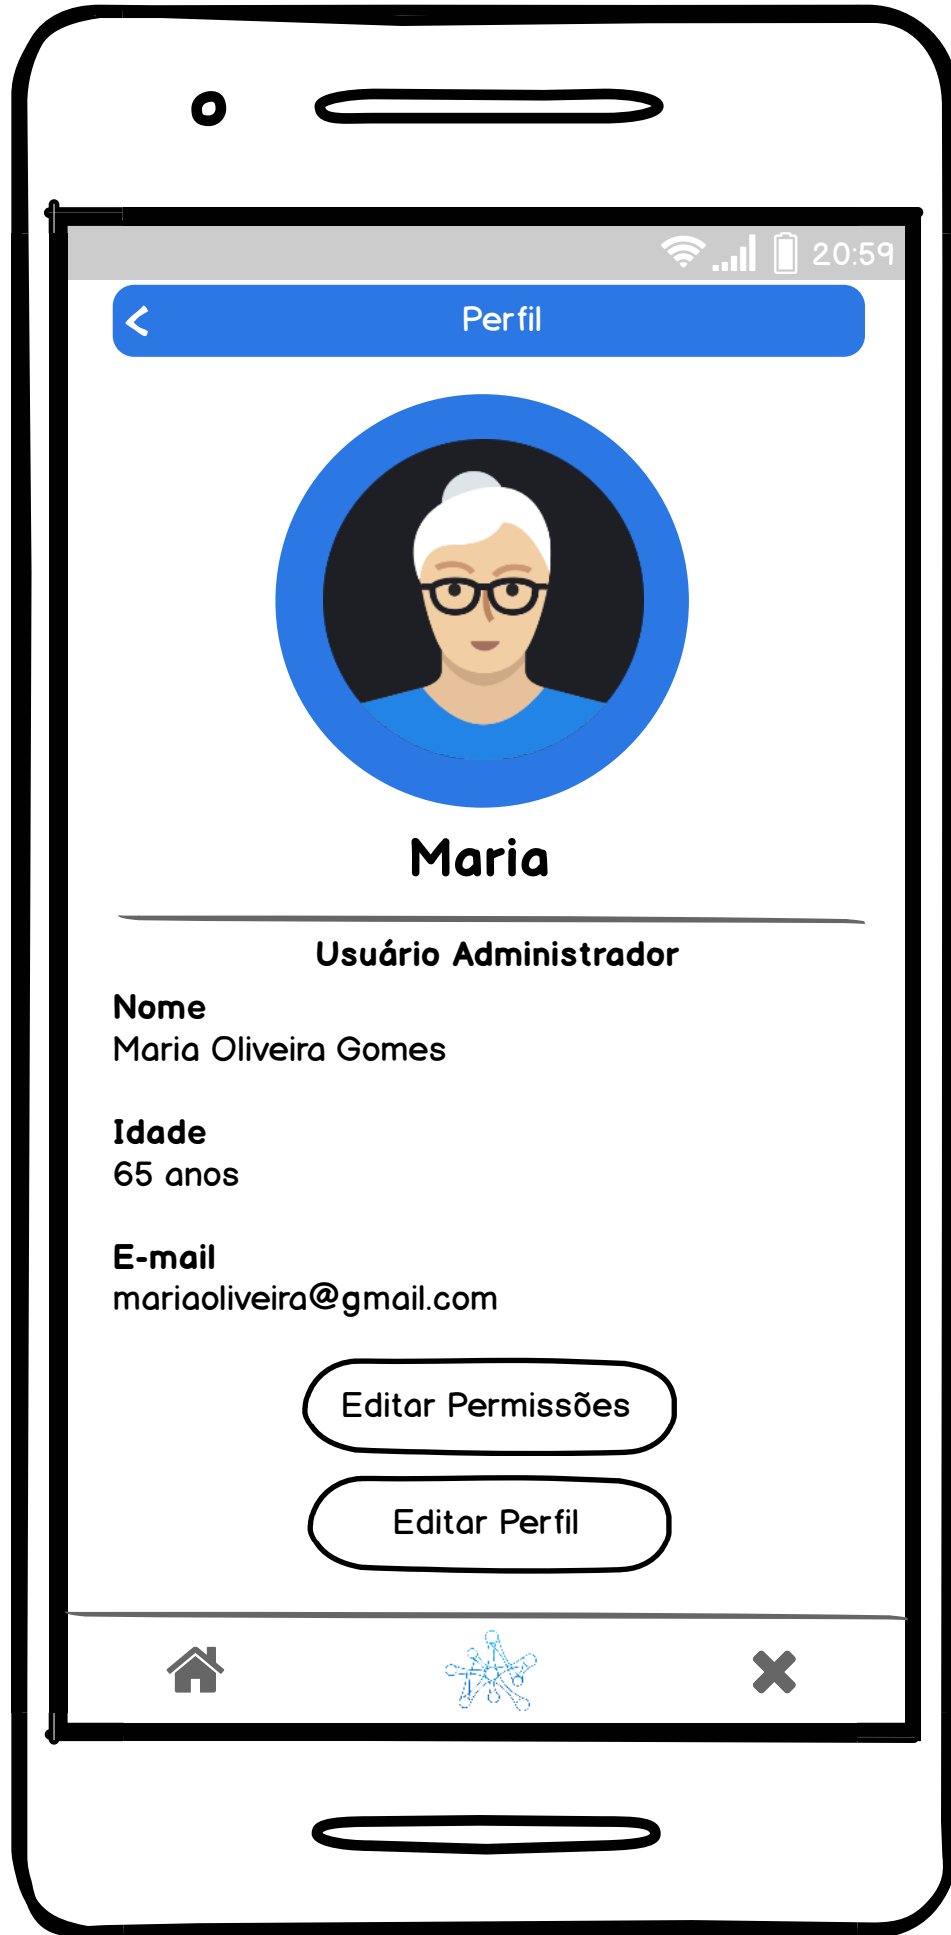 20:59
Perfil
Maria
Usuário Administrador
Nome
Maria Oliveira Gomes
Idade
65 anos
E-mail
mariaoliveira@gmail.com
Editar Permissões
Editar Perfil